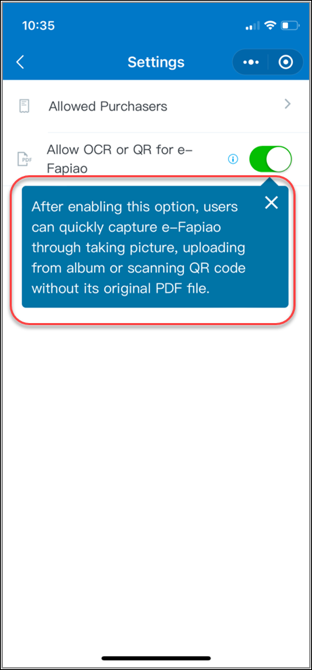 10:35
Settings
Allowed Purchasers
Allow OCR or QR for e-
Fapiao
PDF
After enabling this option, users
can quickly capture e-Fapiao
through taking picture, uploading
from album or scanning QR code
without its original PDF file.